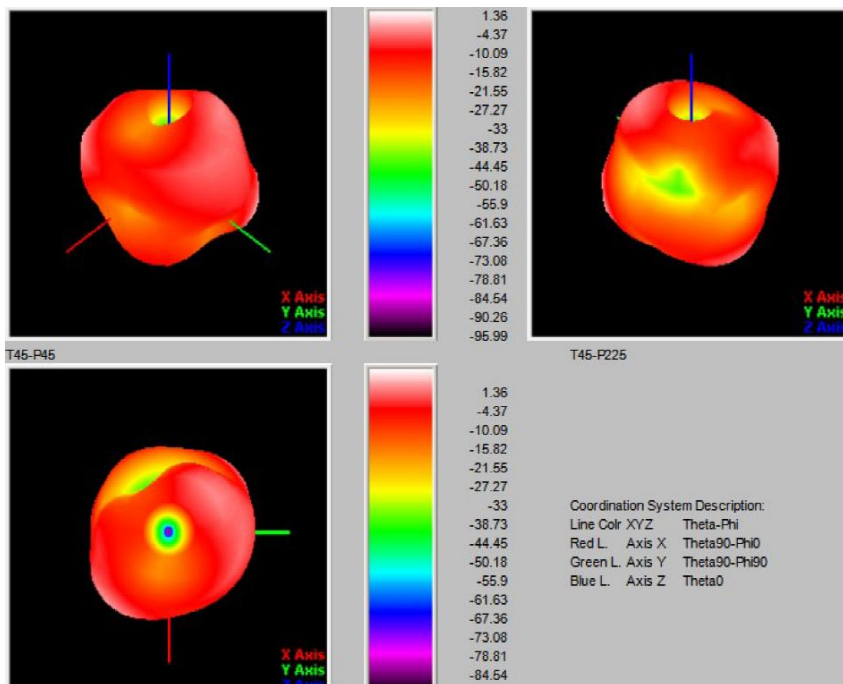 1.36
-4.37
-10.09
-15.82
-21.55
-27.27
-33
-38.73
-44.45
-50.18
-55.9
-61.63
-67.36
-73.08
-78.81
-84.54
-90.26
-95.99
X Axis
Y Axis
Z Axis
X Axis
Y Axis
Z Axis
T45-P45
T45-P225
1.36
-4.37
-10.09
-15.82
-21.55
-27.27
-33
-38.73
-44.45
-50.18
-55.9
-61.63
-67.36
-73.08
-78.81
-84.54
X Axis
Y Axis
Z Axis
Coordination System Description:
Line Colr XYZ Theta-Phi
Red L. Axis X Theta90-Phi0
Green L. Axis Y Theta90-Phi90
Blue L. Axis Z Theta0